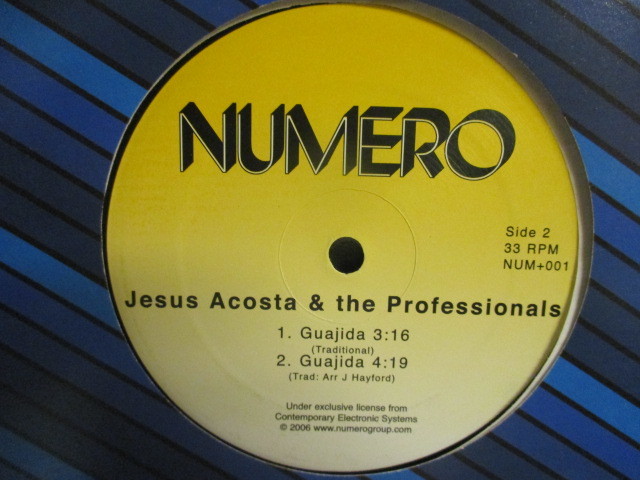 NUMERO
Side 2
33 RPM
NUM+001
Jesus Acosta & the Professionals
1. Guajida 3:16
(Traditional)
2. Guajida 4:19
(Trad: Arr J Hayford)
Under exclusive license from
Contemporary Electronic Systems
© 2006 www.numerogroup.com